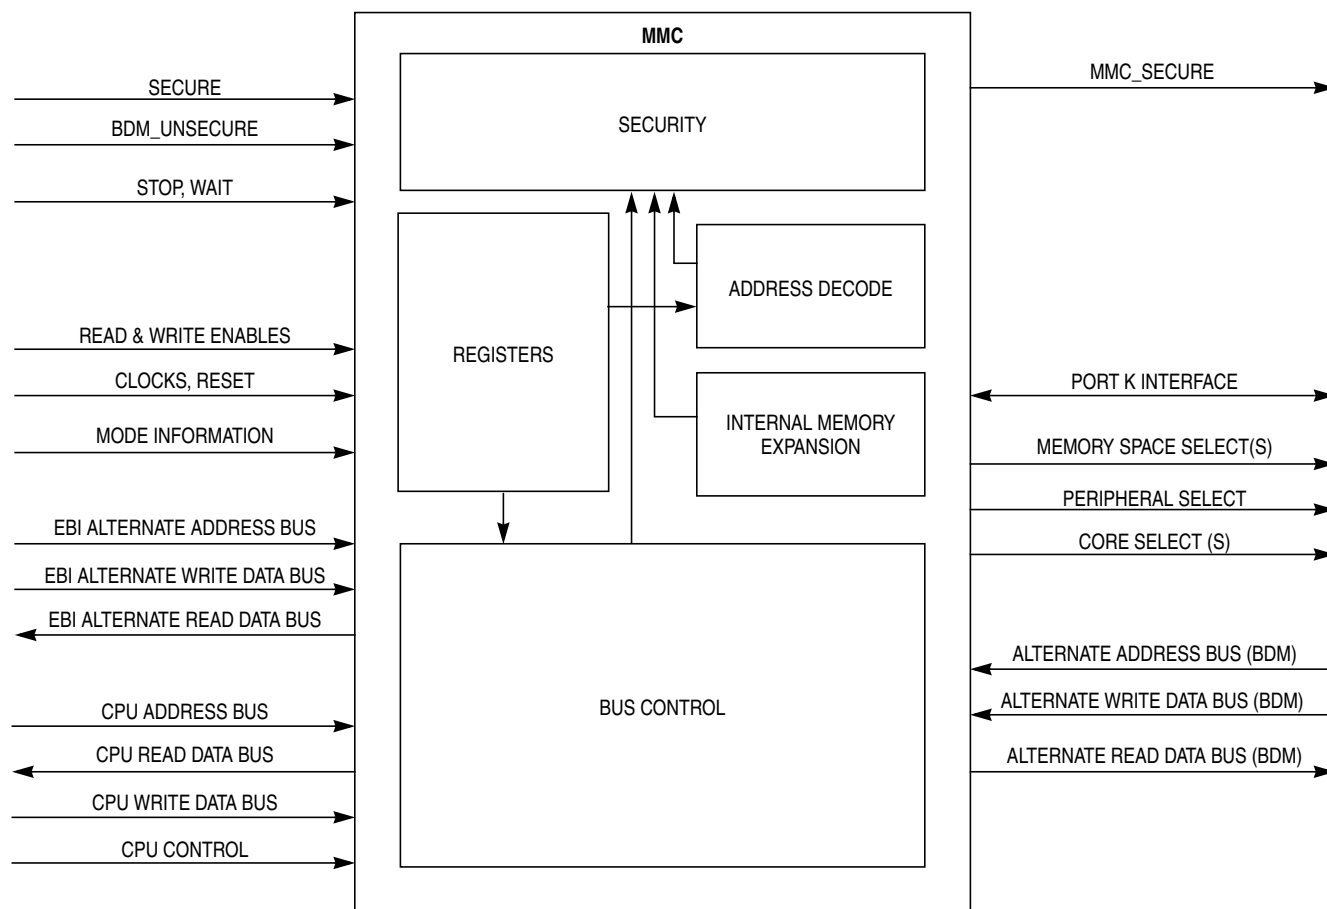 MMC
SECURE
BDM_UNSECURE
STOP, WAIT
READ & WRITE ENABLES
CLOCKS, RESET
MODE INFORMATION
EBI ALTERNATE ADDRESS BUS
EBI ALTERNATE WRITE DATA BUS
EBI ALTERNATE READ DATA BUS
CPU ADDRESS BUS
CPU READ DATA BUS
CPU WRITE DATA BUS
CPU CONTROL
SECURITY
REGISTERS
ADDRESS DECODE
INTERNAL MEMORY
EXPANSION
BUS CONTROL
MMC_SECURE
PORT K INTERFACE
MEMORY SPACE SELECT(S)
PERIPHERAL SELECT
CORE SELECT (S)
ALTERNATE ADDRESS BUS (BDM)
ALTERNATE WRITE DATA BUS (BDM)
ALTERNATE READ DATA BUS (BDM)